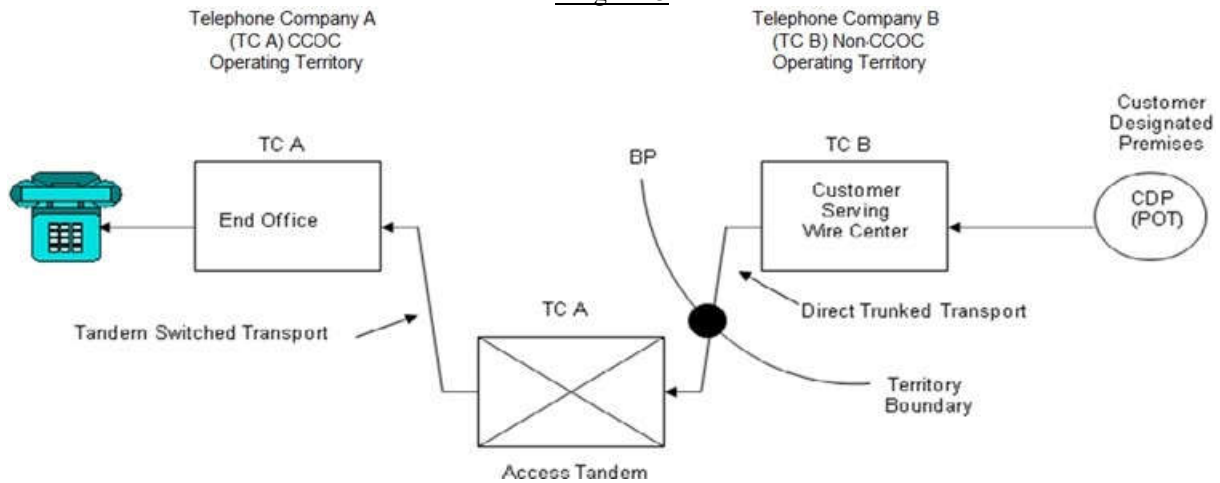 Telephone Company A
(TC A) CCOC
Operating Territory
Telephone Company B
(TC B) Non-CCOC
Operating Territory
Customer
Designated
Premises
TC A
TC B
BP
End Office
Customer
Serving
Wire Center
CDP
(POT)
TC A
Direct Trunked Transport
Tandem Switched Transport
Territory
Boundary
Access Tandem